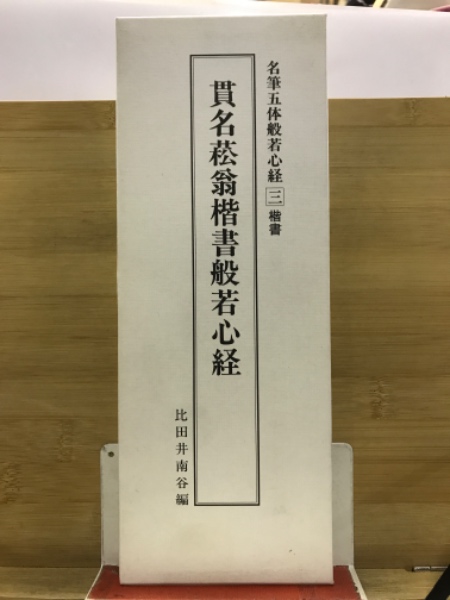 名筆五体般若心経 三 楷書
貫名菘翁楷書般若心経
比田井南谷編